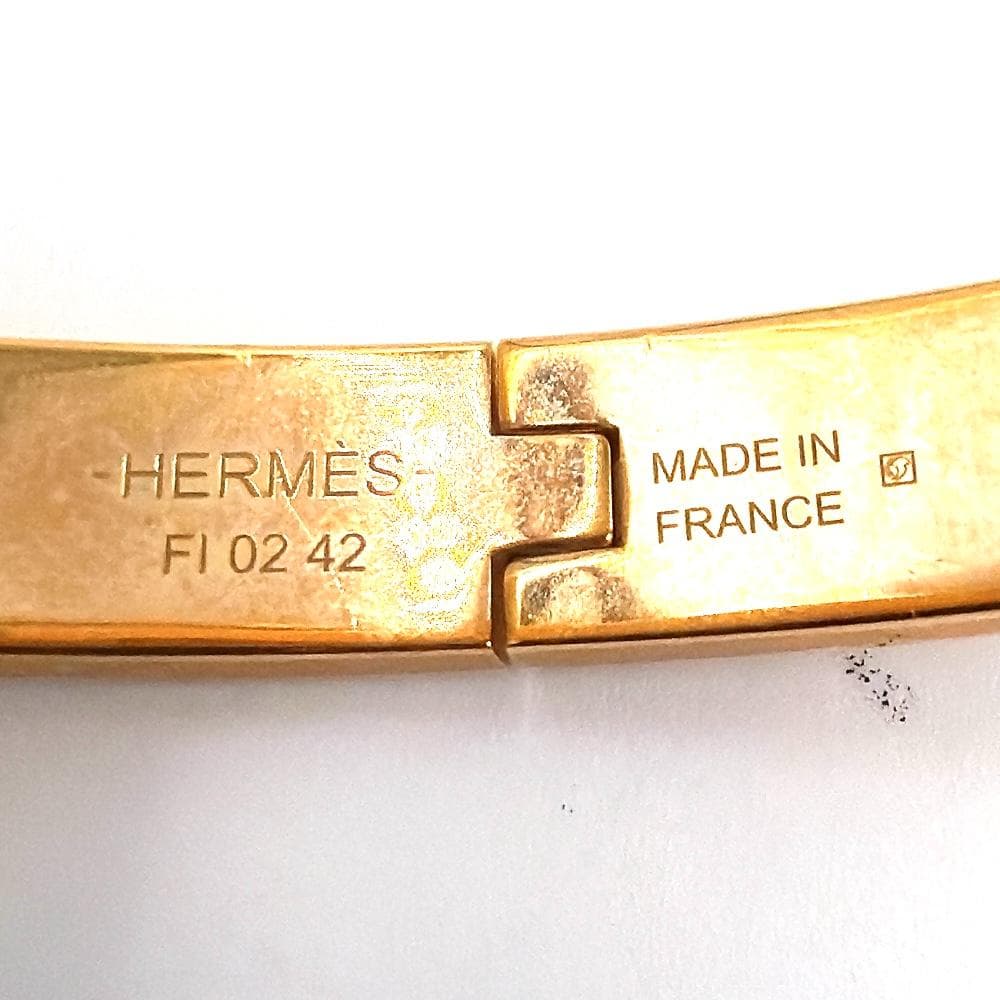 -HERMÈS-
FI 02 42
MADE IN
FRANCE